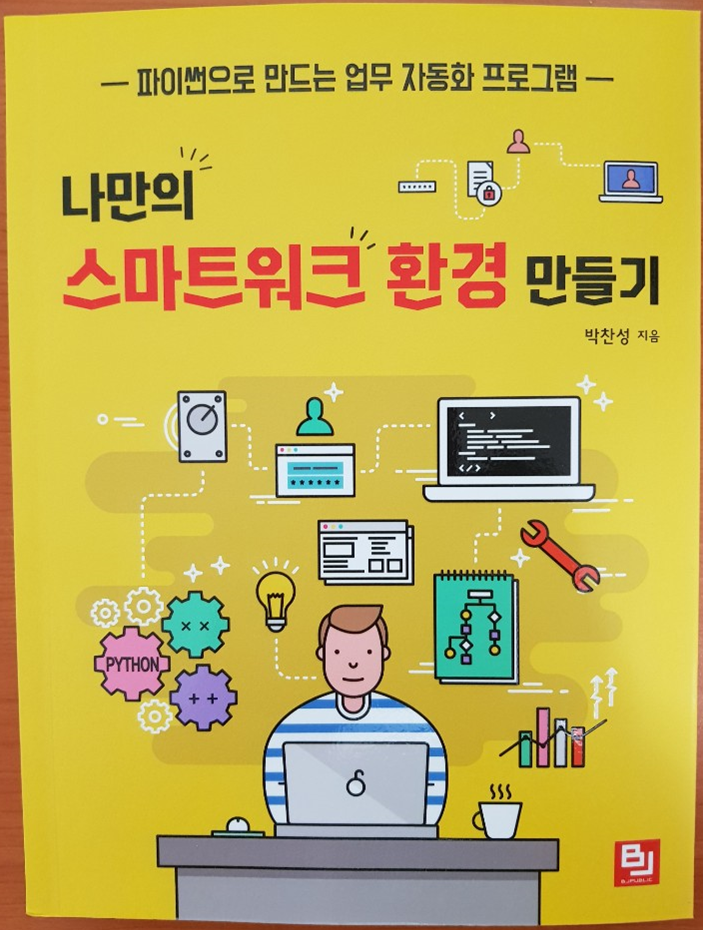 — 파이썬으로 만드는 업무 자동화 프로그램 —
나만의
스마트워크 환경 만들기
박찬성 지음
< >
</>
PYTHON
× ×
++
BJ
BJPUBLIC